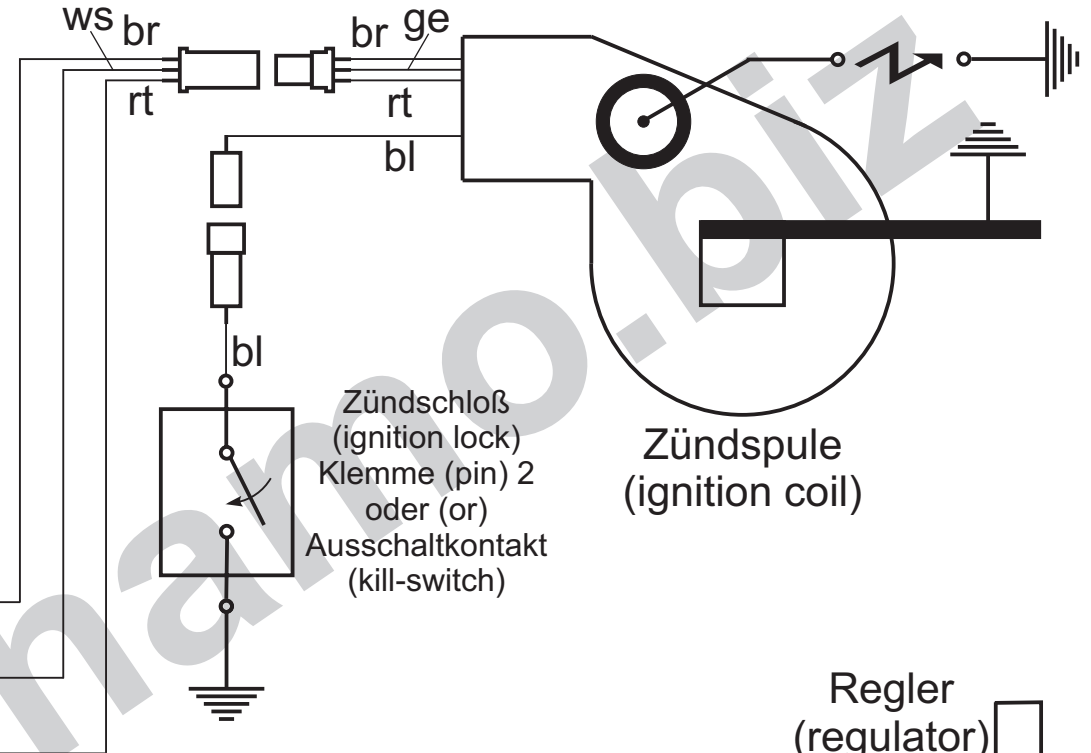 ws
br
rt
br
ge
rt
bl
bl
Zündschloß
(ignition lock)
Klemme (pin) 2
oder (or)
Ausschaltkontakt
(kill-switch)
Zündspule
(ignition coil)
Regler
(regulator)
namo.biz